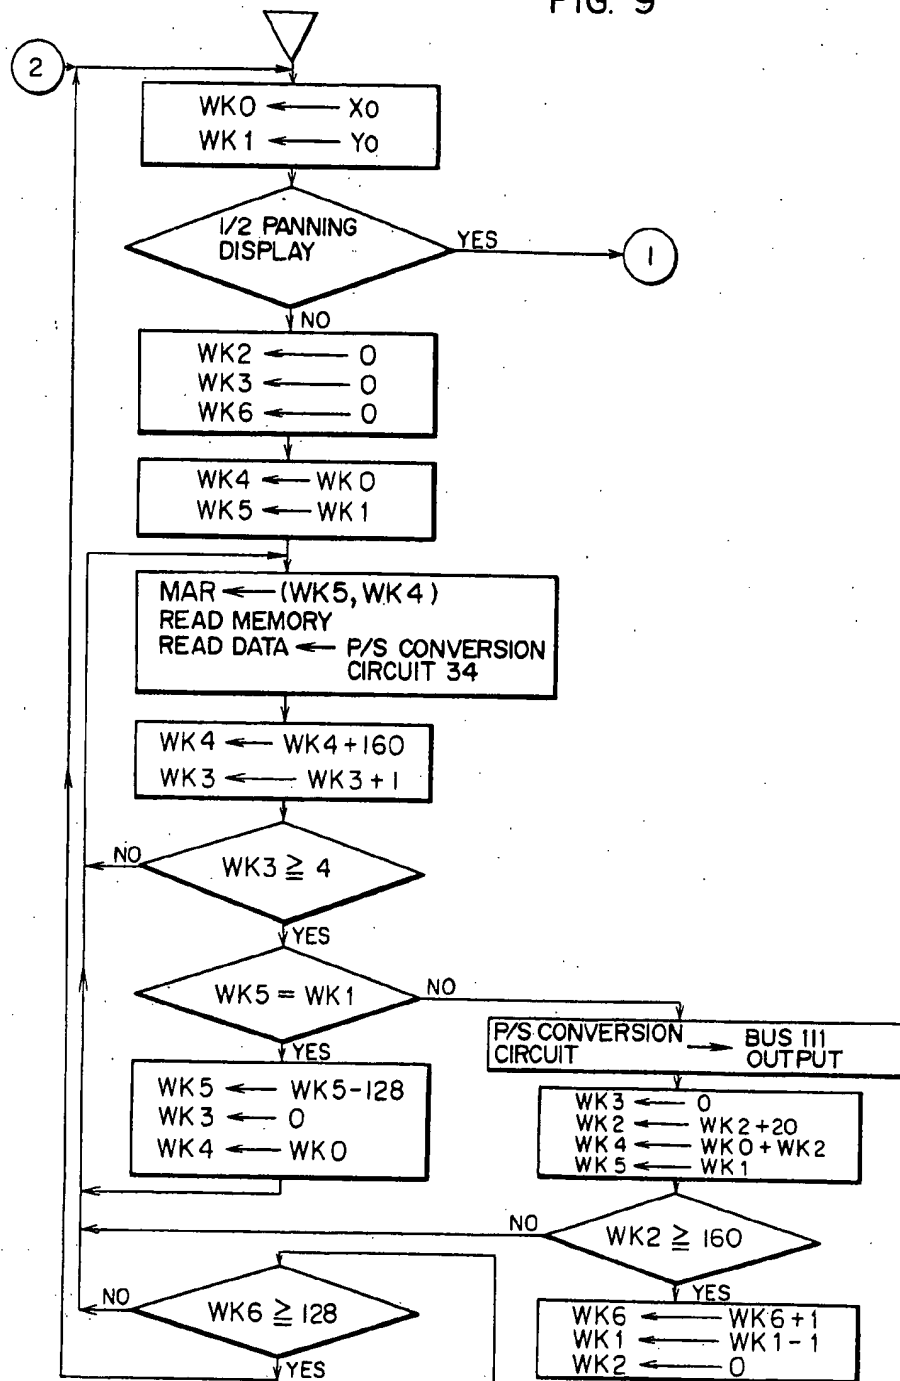 FIG. 9
2
WK0 ← X0
WK1 ← Y0
1/2 PANNING
DISPLAY
YES
1
NO
WK2 ← 0
WK3 ← 0
WK6 ← 0
WK4 ← WK0
WK5 ← WK1
MAR ← (WK5, WK4)
READ MEMORY
READ DATA ← P/S CONVERSION
CIRCUIT 34
WK4 ← WK4+160
WK3 ← WK3+1
NO
WK3 ≧ 4
YES
WK5 = WK1
NO
P/S CONVERSION
CIRCUIT → BUS 111
OUTPUT
YES
WK5 ← WK5-128
WK3 ← 0
WK4 ← WK0
WK3 ← 0
WK2 ← WK2+20
WK4 ← WK0+WK2
WK5 ← WK1
NO
WK2 ≧ 160
YES
NO
WK6 ≧ 128
YES
WK6 ← WK6+1
WK1 ← WK1-1
WK2 ← 0